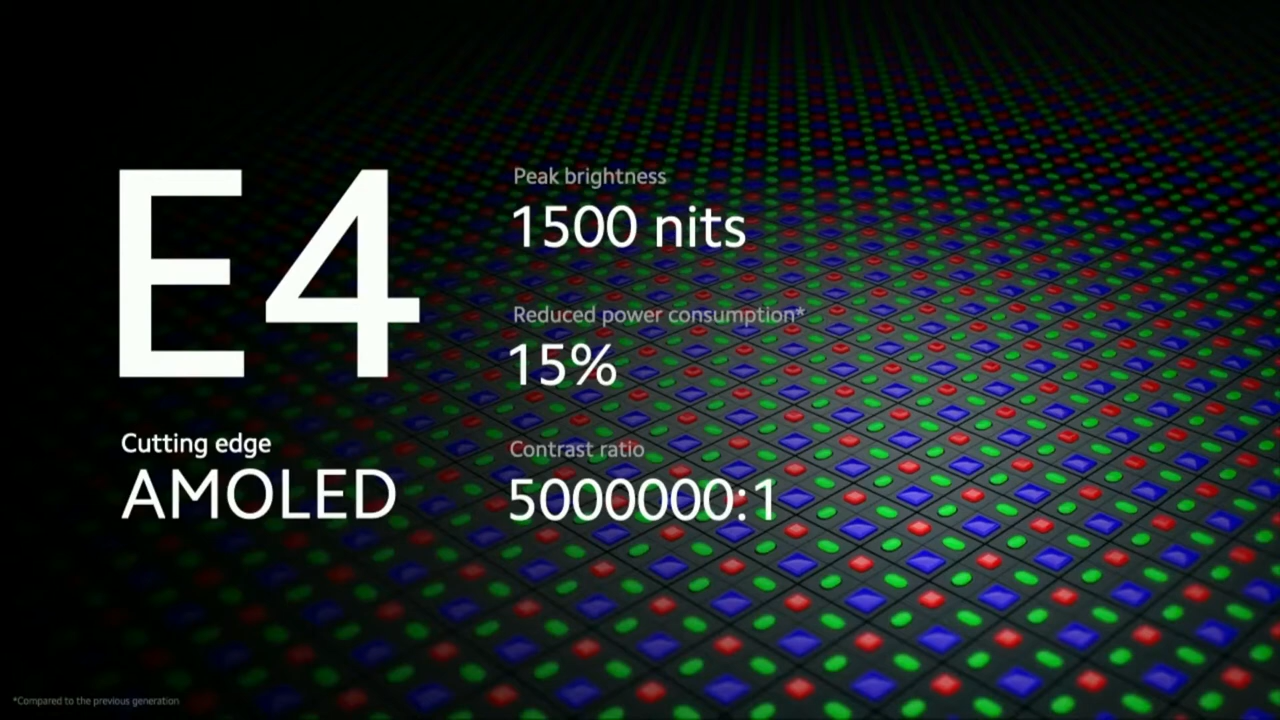 E4
Cutting edge
AMOLED
Peak brightness
1500 nits
Reduced power consumption*
15%
Contrast ratio
5000000:1
*Compared to the previous generation